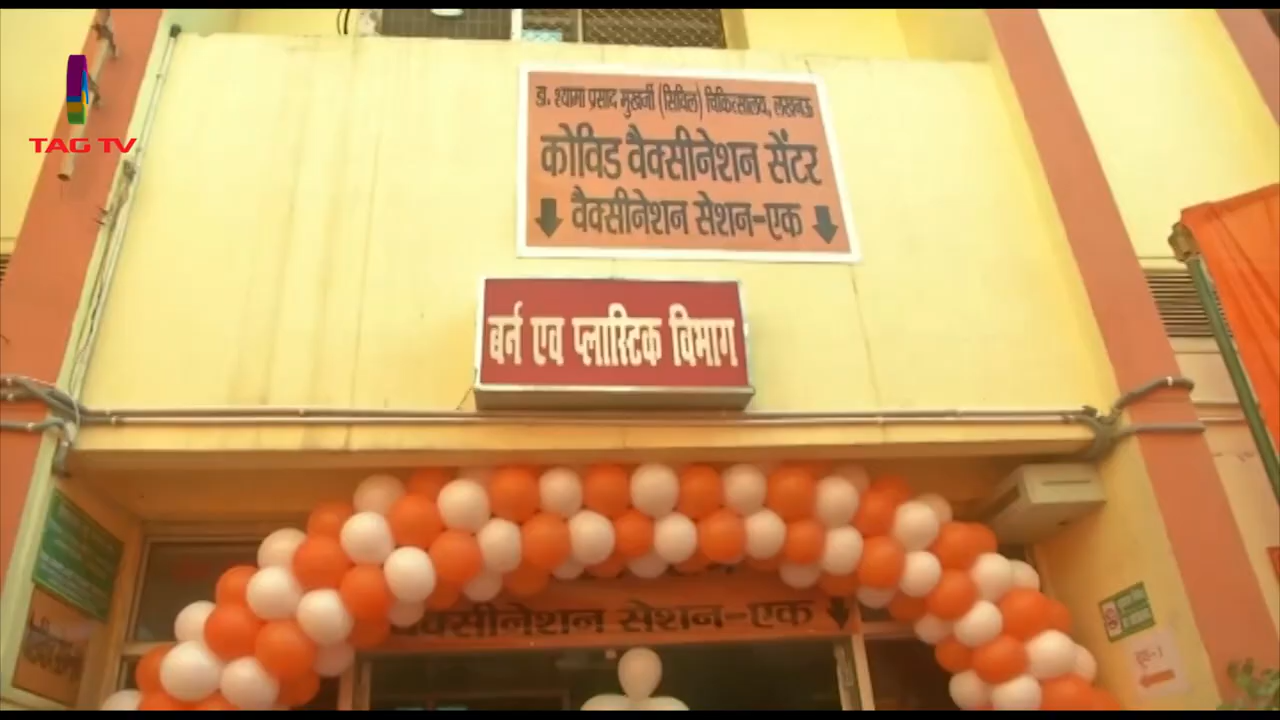 TAG TV
डा. श्यामा प्रसाद मुखर्जी (सिविल) चिकित्सालय, लखनऊ
कोविड वैक्सीनेशन सेंटर
वैक्सीनेशन सेशन-एक
बर्न एव प्लास्टिक विभाग
वैक्सीनेशन सेशन-एक